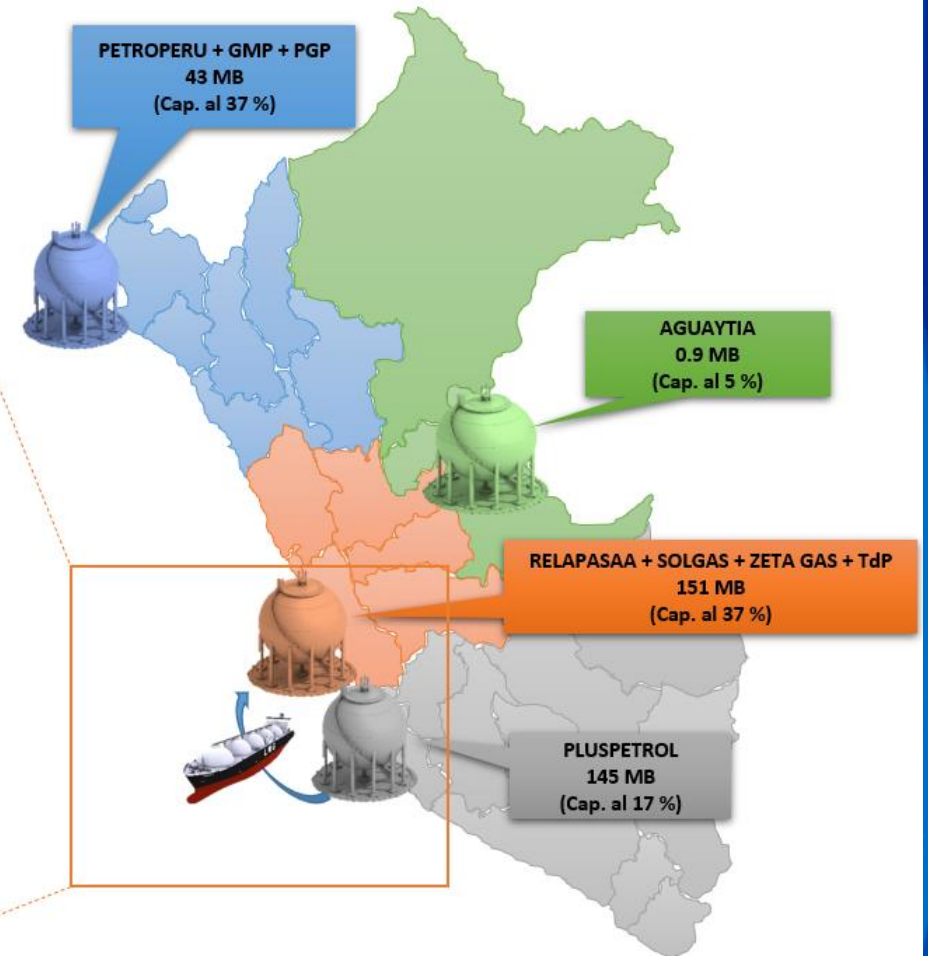 PETROPERU + GMP + PGP
43 MB
(Cap. al 37 %)
AGUAYTIA
0.9 MB
(Cap. al 5 %)
RELAPASAA + SOLGAS + ZETA GAS + TdP
151 MB
(Cap. al 37 %)
PLUSPETROL
145 MB
(Cap. al 17 %)